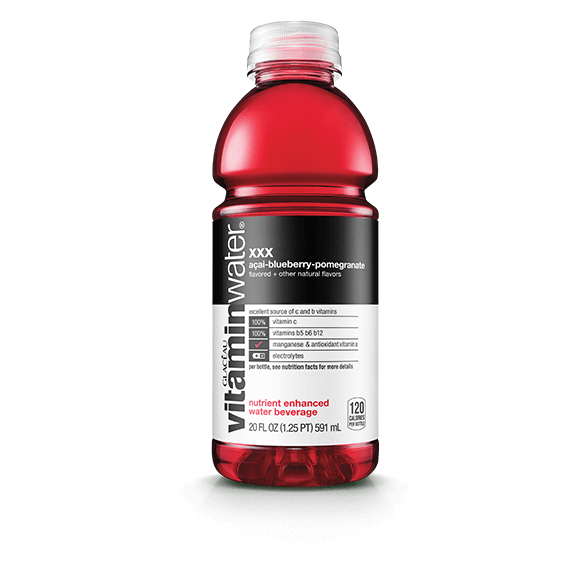 GLACÉAU
vitaminwater®
xxx
açai-blueberry-pomegranate
flavored + other natural flavors
excellent source of c and b vitamins
100% vitamin c
100% vitamins b5 b6 b12
✓ manganese & antioxidant vitamin a
electrolytes
per bottle, see nutrition facts for more details
nutrient enhanced
water beverage
20 FL OZ (1.25 PT) 591 mL
120
CALORIES
PER BOTTLE